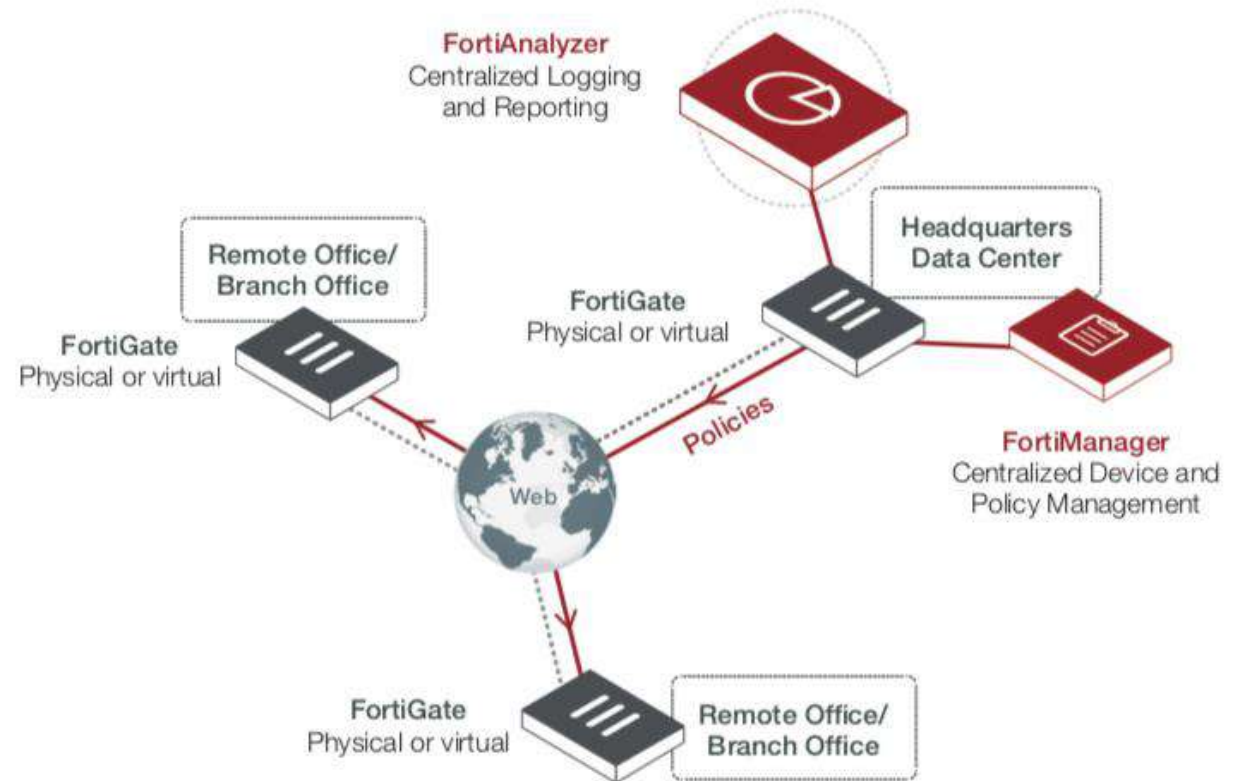 FortiAnalyzer
Centralized Logging
and Reporting
Headquarters
Data Center
Remote Office/
Branch Office
FortiGate
Physical or virtual
FortiGate
Physical or virtual
Policies
FortiManager
Centralized Device and
Policy Management
Web
FortiGate
Physical or virtual
Remote Office/
Branch Office